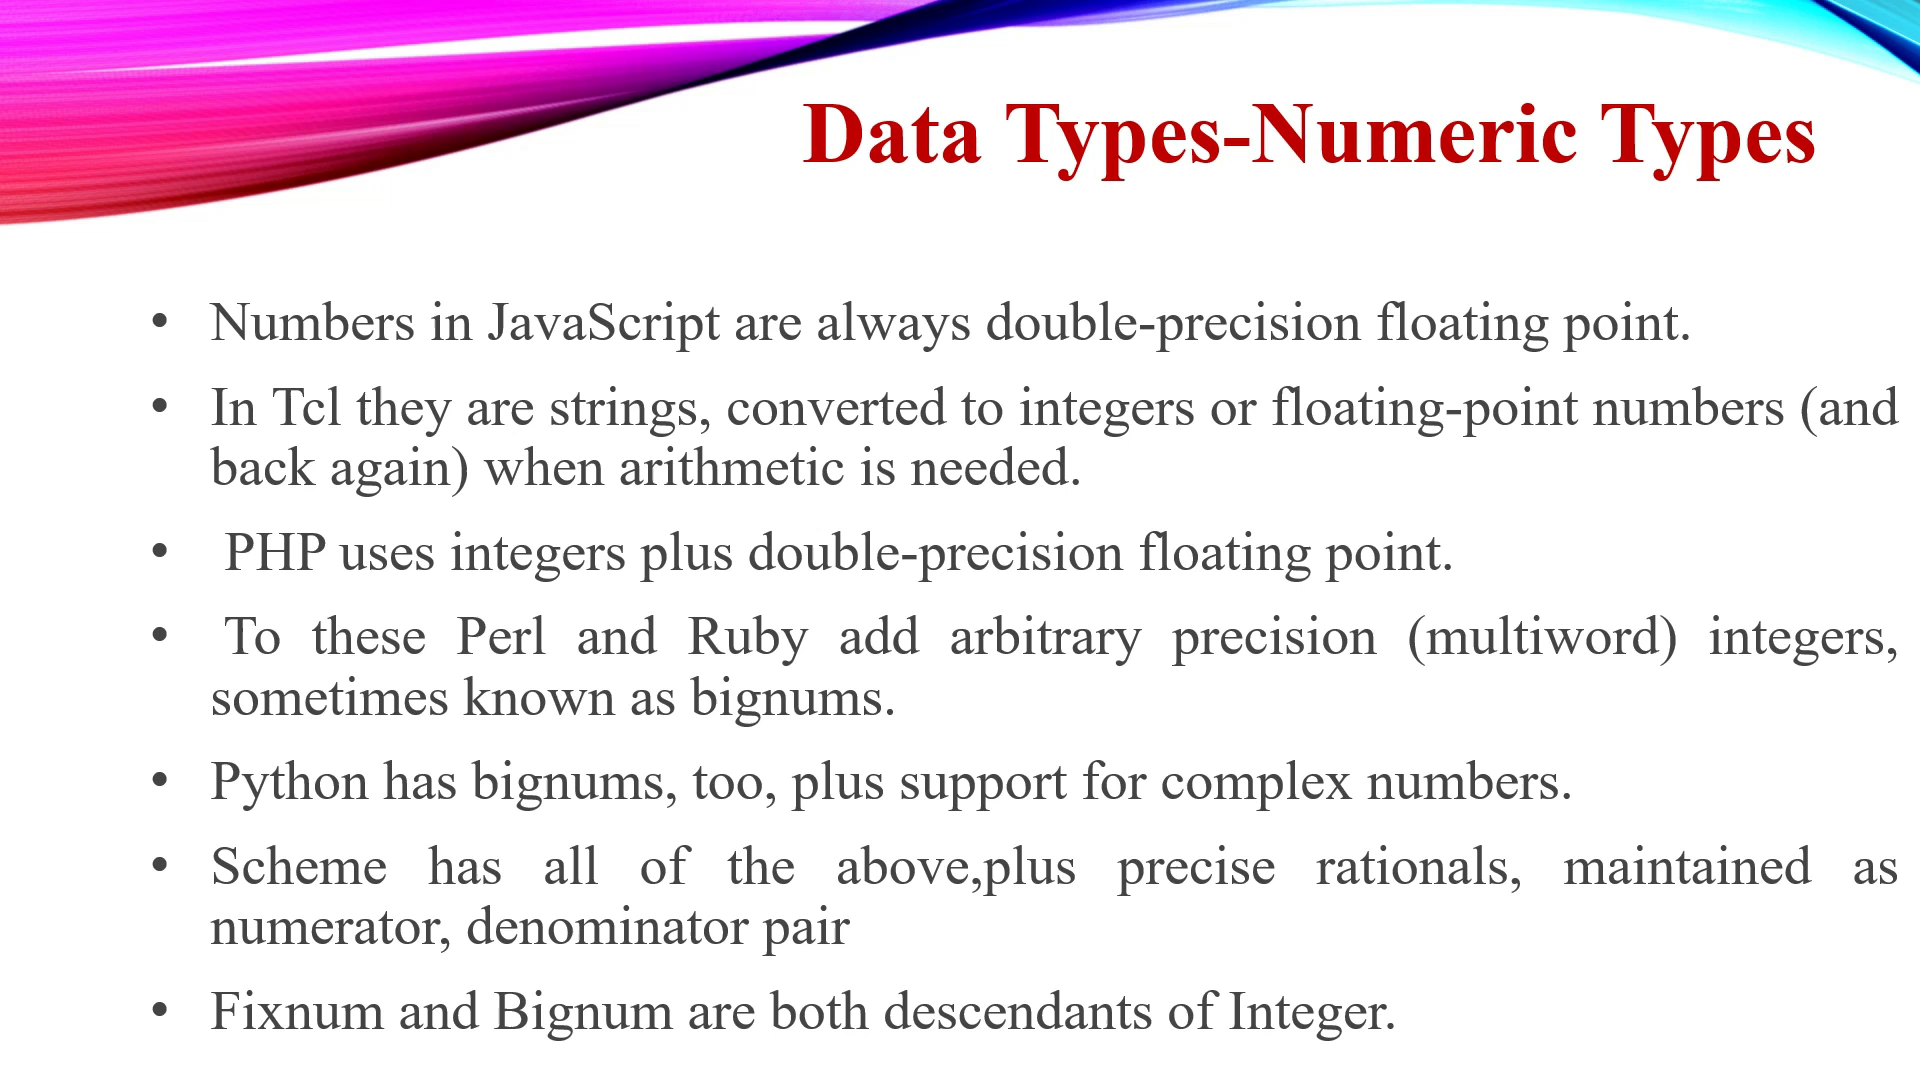 Data Types-Numeric Types
• Numbers in JavaScript are always double-precision floating point.
• In Tcl they are strings, converted to integers or floating-point numbers (and
back again) when arithmetic is needed.
• PHP uses integers plus double-precision floating point.
• To these Perl and Ruby add arbitrary precision (multiword) integers,
sometimes known as bignums.
• Python has bignums, too, plus support for complex numbers.
• Scheme has all of the above,plus precise rationals, maintained as
numerator, denominator pair
• Fixnum and Bignum are both descendants of Integer.